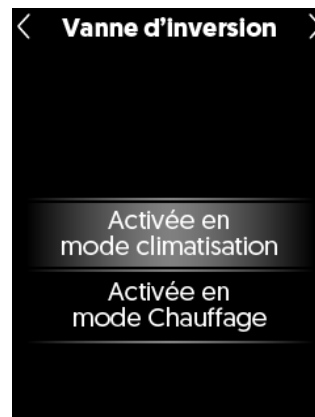 Vanne d’inversion
Activée en
mode climatisation
Activée en
mode Chauffage